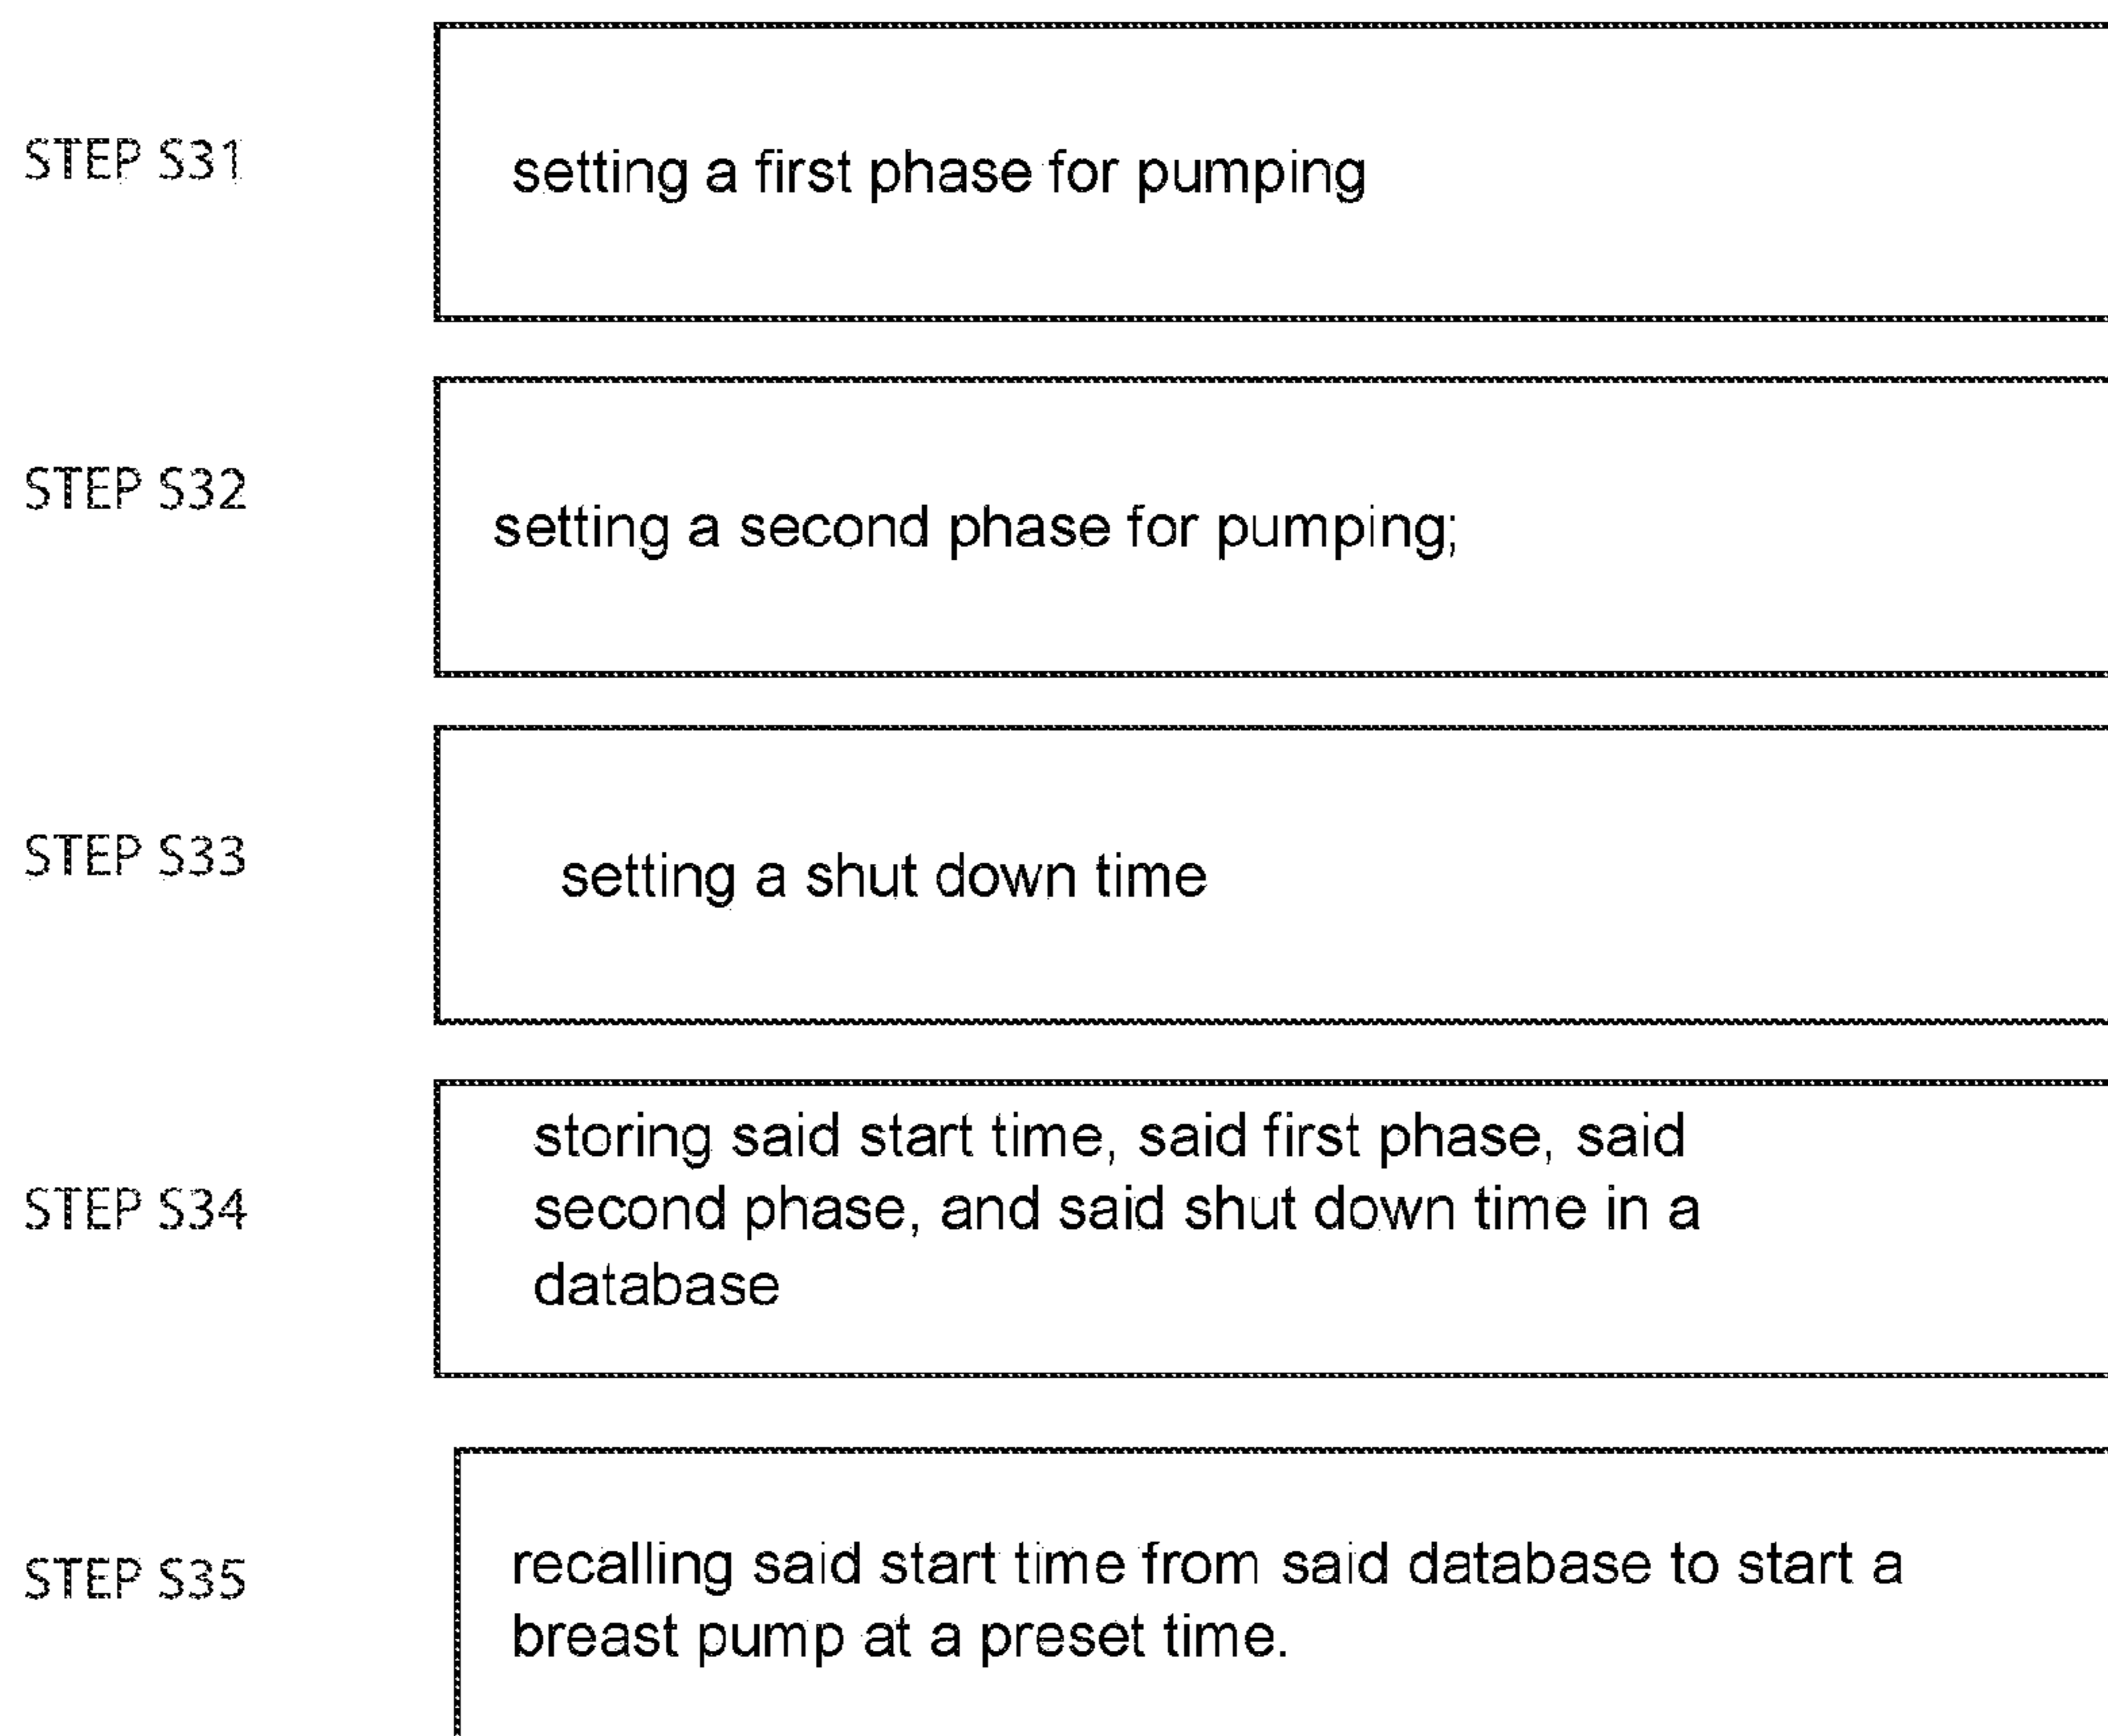 STEP S31
setting a first phase for pumping
STEP S32
setting a second phase for pumping;
STEP S33
setting a shut down time
STEP S34
storing said start time, said first phase, said
second phase, and said shut down time in a
database
STEP S35
recalling said start time from said database to start a
breast pump at a preset time.